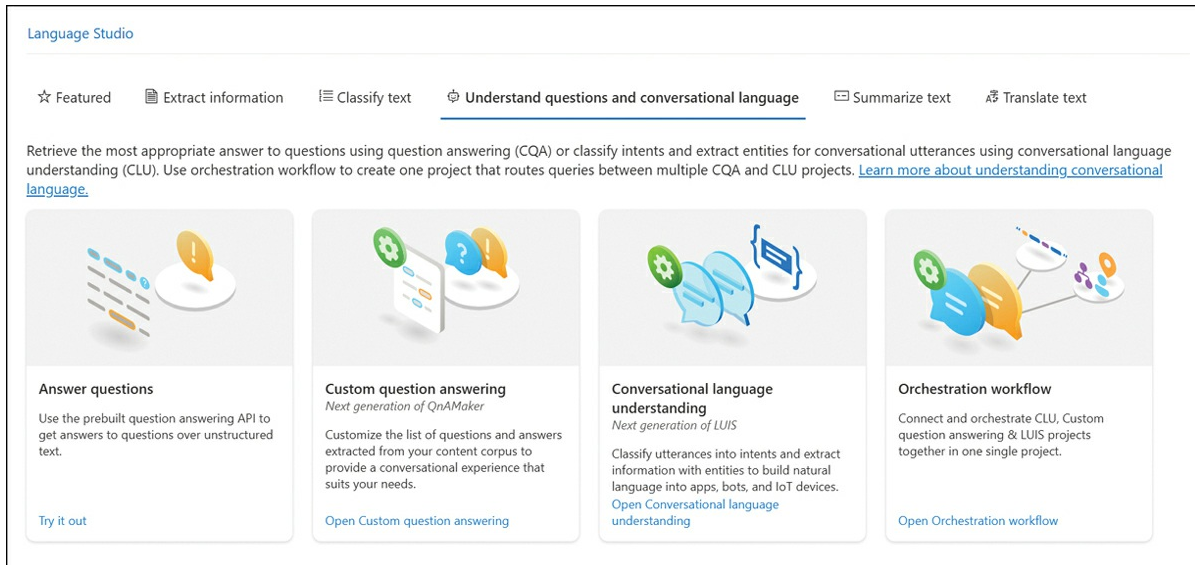 Language Studio
Featured
Extract information
Classify text
Understand questions and conversational language
Summarize text
Translate text
Retrieve the most appropriate answer to questions using question answering (CQA) or classify intents and extract entities for conversational utterances using conversational language
understanding (CLU). Use orchestration workflow to create one project that routes queries between multiple CQA and CLU projects. Learn more about understanding conversational
language.
Answer questions
Use the prebuilt question answering API to
get answers to questions over unstructured
text.
Try it out
Custom question answering
Next generation of QnAMaker
Customize the list of questions and answers
extracted from your content corpus to
provide a conversational experience that
suits your needs.
Open Custom question answering
Conversational language
understanding
Next generation of LUIS
Classify utterances into intents and extract
information with entities to build natural
language into apps, bots, and IoT devices.
Open Conversational language
understanding
Orchestration workflow
Connect and orchestrate CLU, Custom
question answering & LUIS projects
together in one single project.
Open Orchestration workflow